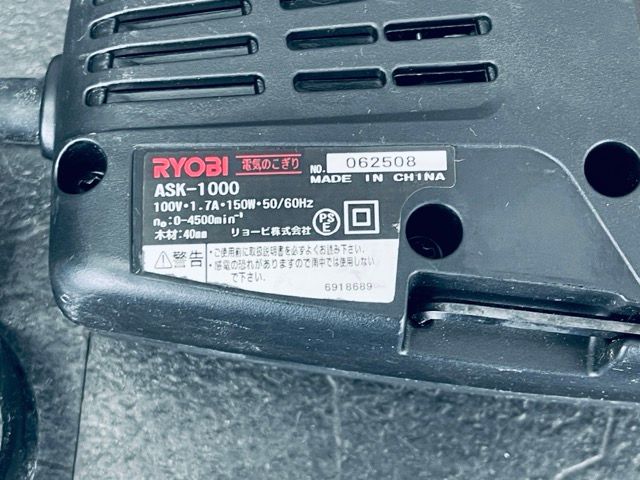 RYOBI 電気のこぎり NO. 062508
ASK-1000 MADE IN CHINA
100V・1.7A・150W・50/60Hz
n₀:0-4500min⁻¹ PS E
木材:40mm リョービ株式会社
⚠警告 ・ご使用前に取扱説明書を必ずよくお読み下さい。
・感電の恐れがありますので雨中では使用しないで下さい。
6918689